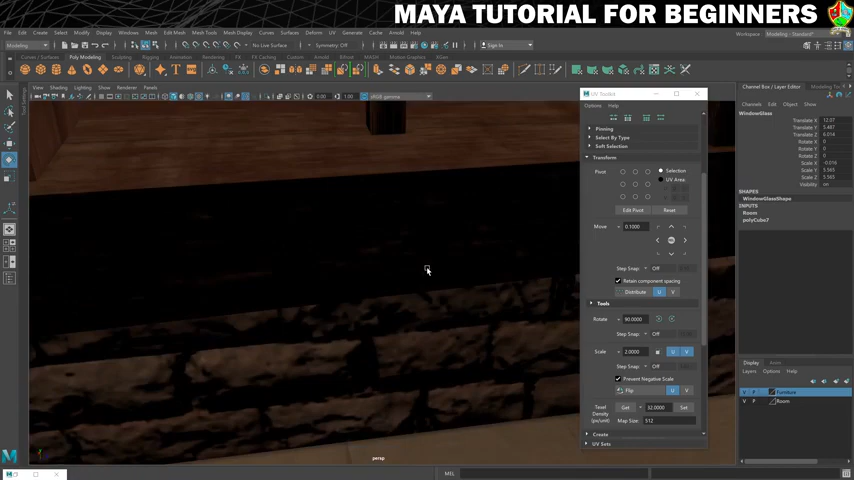 MAYA TUTORIAL FOR BEGINNERS
File Edit Create Select Modify Display Windows Mesh Edit Mesh Mesh Tools Mesh Display Curves Surfaces Deform UV Generate Cache Arnold Help
Workspace Modeling - Standard*
Modeling No Live Surface Symmetry: Off Sign In
Curves / Surfaces Poly Modeling Sculpting Rigging Animation Rendering FX FX Caching Custom Arnold Bifrost MASH Motion Graphics XGen
View Shading Lighting Show Renderer Panels
0.00 1.00 sRGB gamma
UV Toolkit
Options Help
Pinning
Select By Type
Soft Selection
Transform
Pivot Selection
UV Area:
Edit Pivot Reset
Move 0.1000
Step Snap Off
Retain component spacing
Distribute U V
Tools
Rotate 90.0000
Step Snap Off
Scale 2.0000 U V
Step Snap Off
Prevent Negative Scale
Flip U V
Texel Density (px/unit) Get 32.0000 Set
Map Size: 512
Create
UV Sets
Channel Box / Layer Editor Modeling To
Channels Edit Object Show
WindowGlass
Translate X 12.07
Translate Y 5.487
Translate Z 6.014
Rotate X 0
Rotate Y 0
Rotate Z 0
Scale X -0.016
Scale Y 5.565
Scale Z 5.565
Visibility on
SHAPES
WindowGlassShape
INPUTS
Room
polyCube7
Display Anim
Layers Options Help
V P Furniture
V P Room
persp
MEL